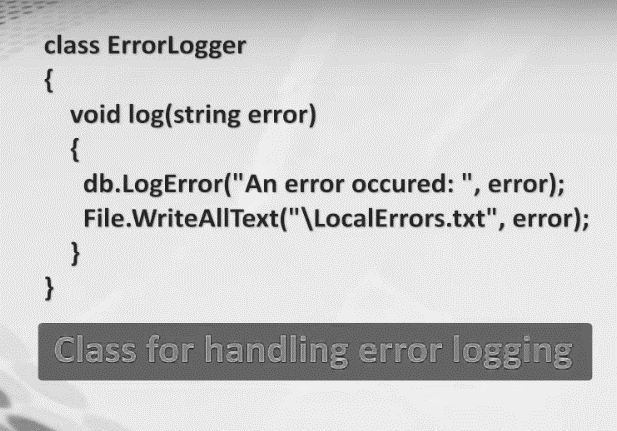 class ErrorLogger
{
void log(string error)
{
db.LogError("An error occured: ", error);
File.WriteAllText("\LocalErrors.txt", error);
}
}
Class for handling error logging